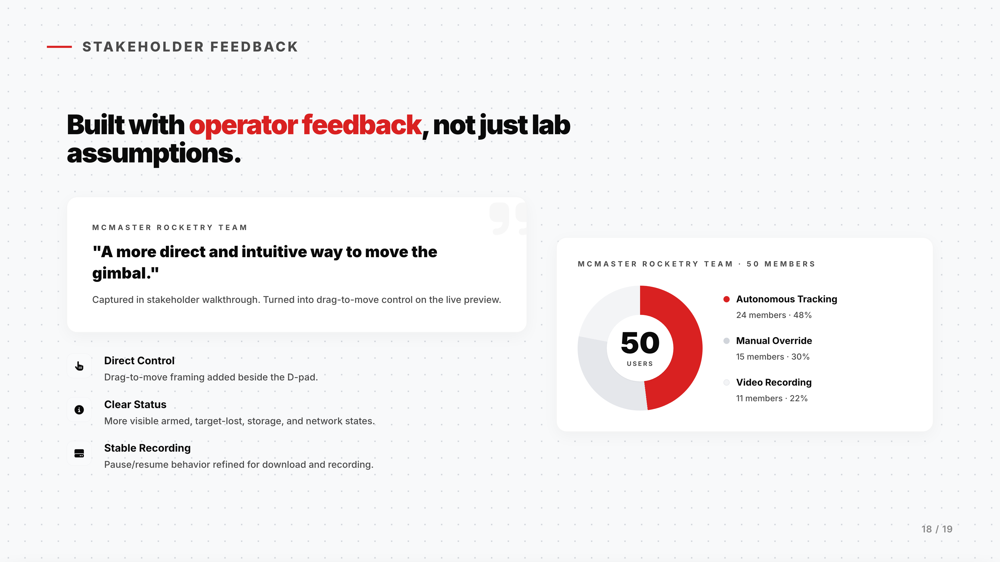 STAKEHOLDER FEEDBACK
Built with operator feedback, not just lab
assumptions.
MCMASTER ROCKETRY TEAM
"A more direct and intuitive way to move the
gimbal."
Captured in stakeholder walkthrough. Turned into drag-to-move control on the live preview.
Direct Control
Drag-to-move framing added beside the D-pad.
Clear Status
More visible armed, target-lost, storage, and network states.
Stable Recording
Pause/resume behavior refined for download and recording.
MCMASTER ROCKETRY TEAM · 50 MEMBERS
50
USERS
Autonomous Tracking
24 members · 48%
Manual Override
15 members · 30%
Video Recording
11 members · 22%
18 / 19